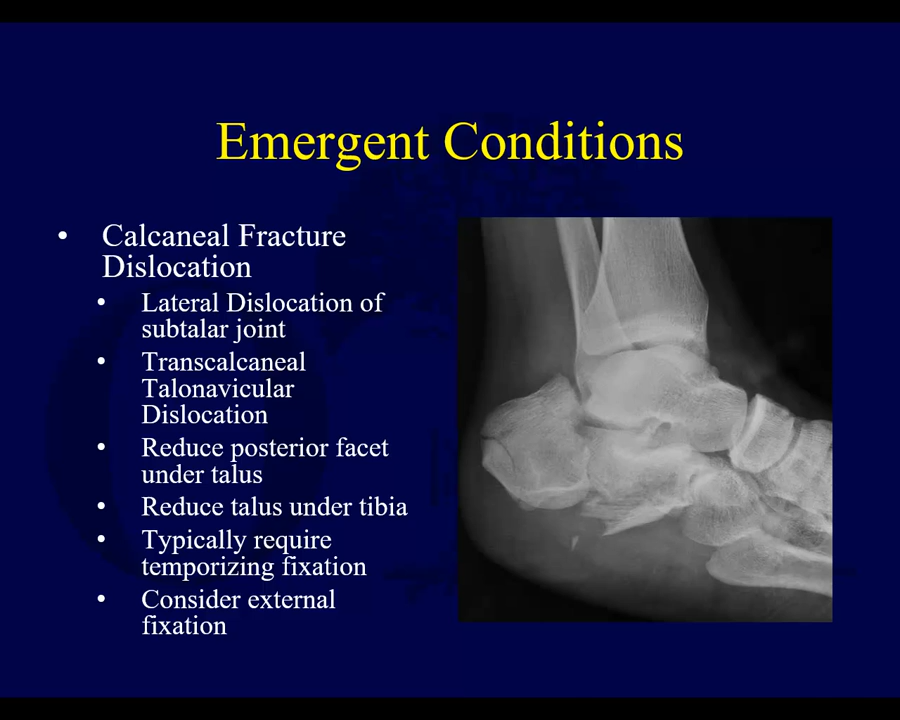 Emergent Conditions
• Calcaneal Fracture
Dislocation
• Lateral Dislocation of
subtalar joint
• Transcalcaneal
Talonavicular
Dislocation
• Reduce posterior facet
under talus
• Reduce talus under tibia
• Typically require
temporizing fixation
• Consider external
fixation